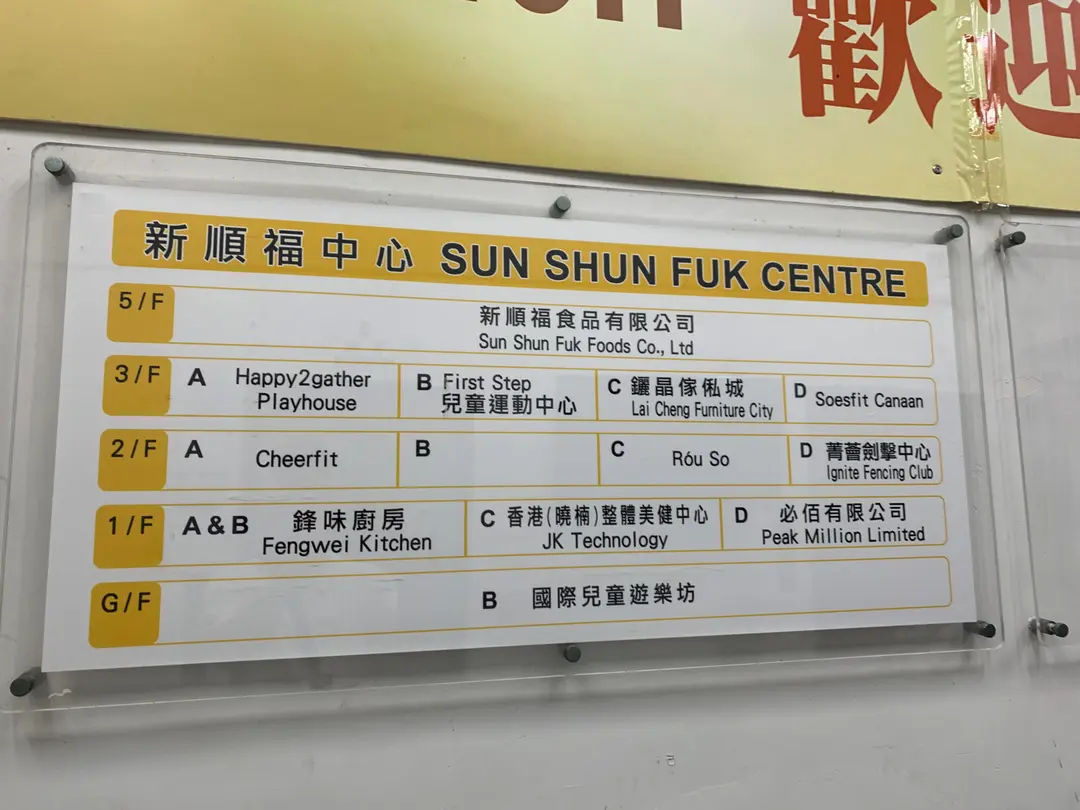 歡迎
新順福中心 SUN SHUN FUK CENTRE
5/F
新順福食品有限公司
Sun Shun Fuk Foods Co., Ltd
3/F
A Happy2gather
Playhouse
B First Step
兒童運動中心
C 鑼晶傢俬城
Lai Cheng Furniture City
D Soesfit Canaan
2/F
A Cheerfit
B
C Róu So
D 菁薈劍擊中心
Ignite Fencing Club
1/F
A & B 鋒味廚房
Fengwei Kitchen
C 香港(曉楠)整體美健中心
JK Technology
D 必佰有限公司
Peak Million Limited
G/F
B 國際兒童遊樂坊